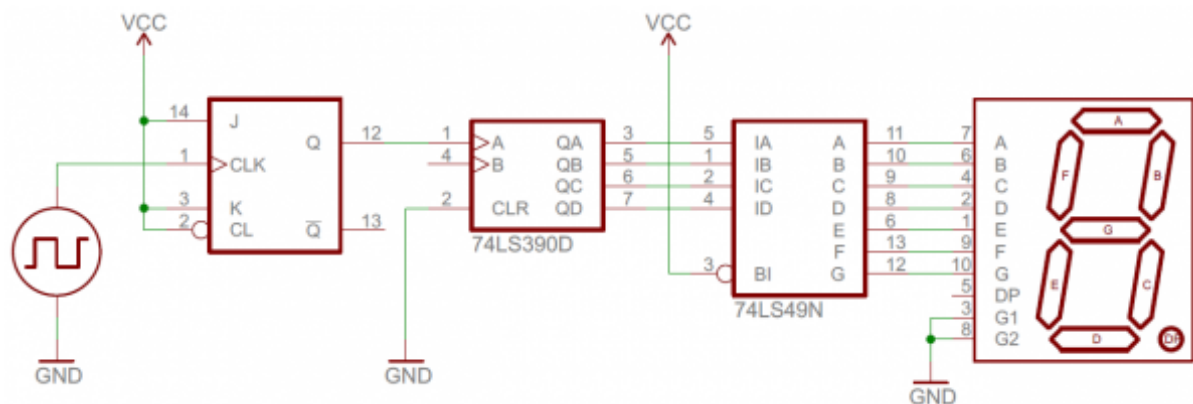 VCC
VCC
14 J Q 12
1 CLK
3 K
2 CL Q 13
GND
1 A QA 3
4 B QB 5
QC 6
2 CLR QD 7
74LS390D
GND
5 IA A 11
1 IB B 10
2 IC C 9
4 ID D 8
E 6
F 13
3 BI G 12
74LS49N
7 A
6 B
4 C
2 D
1 E
9 F
10 G
5 DP
3 G1
8 G2
GND
A
F B
G
E C
D DP